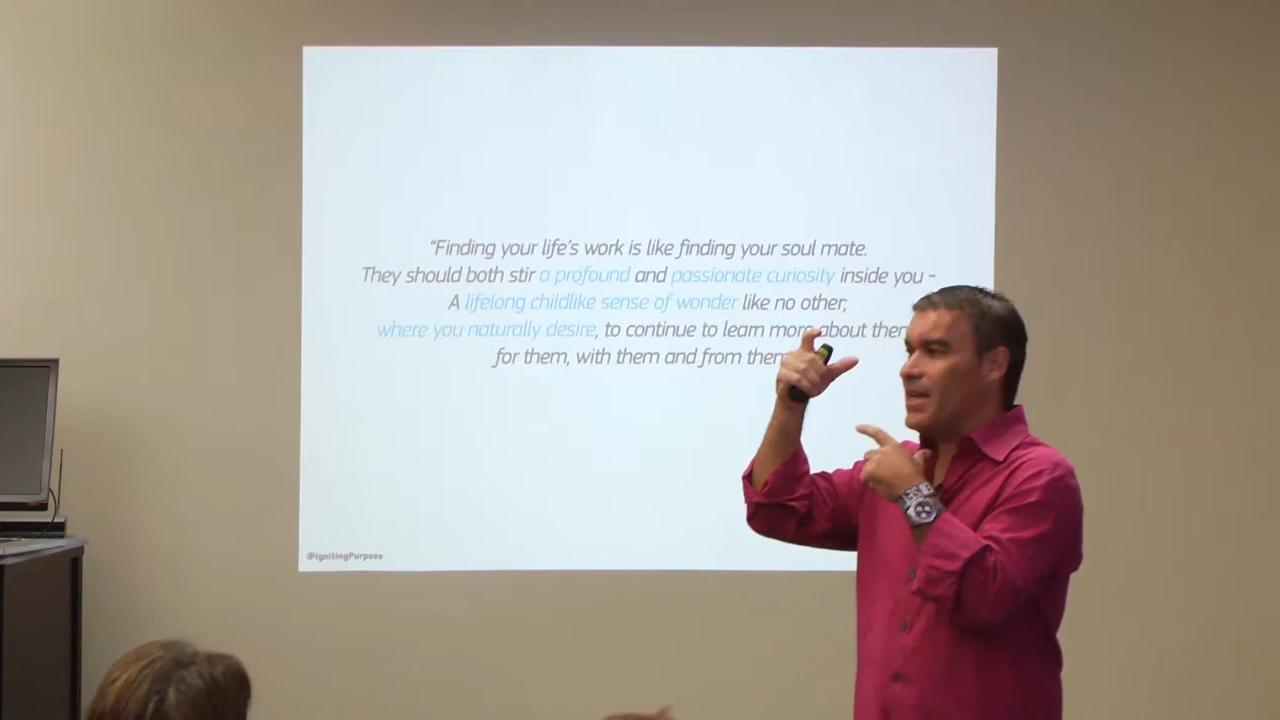 “Finding your life’s work is like finding your soul mate.
They should both stir a profound and passionate curiosity inside you -
A lifelong childlike sense of wonder like no other;
where you naturally desire, to continue to learn more about
for them, with them and from
@IgnitingPurpose